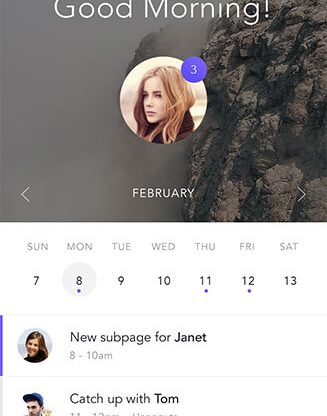 Good Morning!
3
FEBRUARY
SUN MON TUE WED THU FRI SAT
7 8 9 10 11 12 13
New subpage for Janet
8 - 10am
Catch up with Tom
11 - 12pm Hangouts